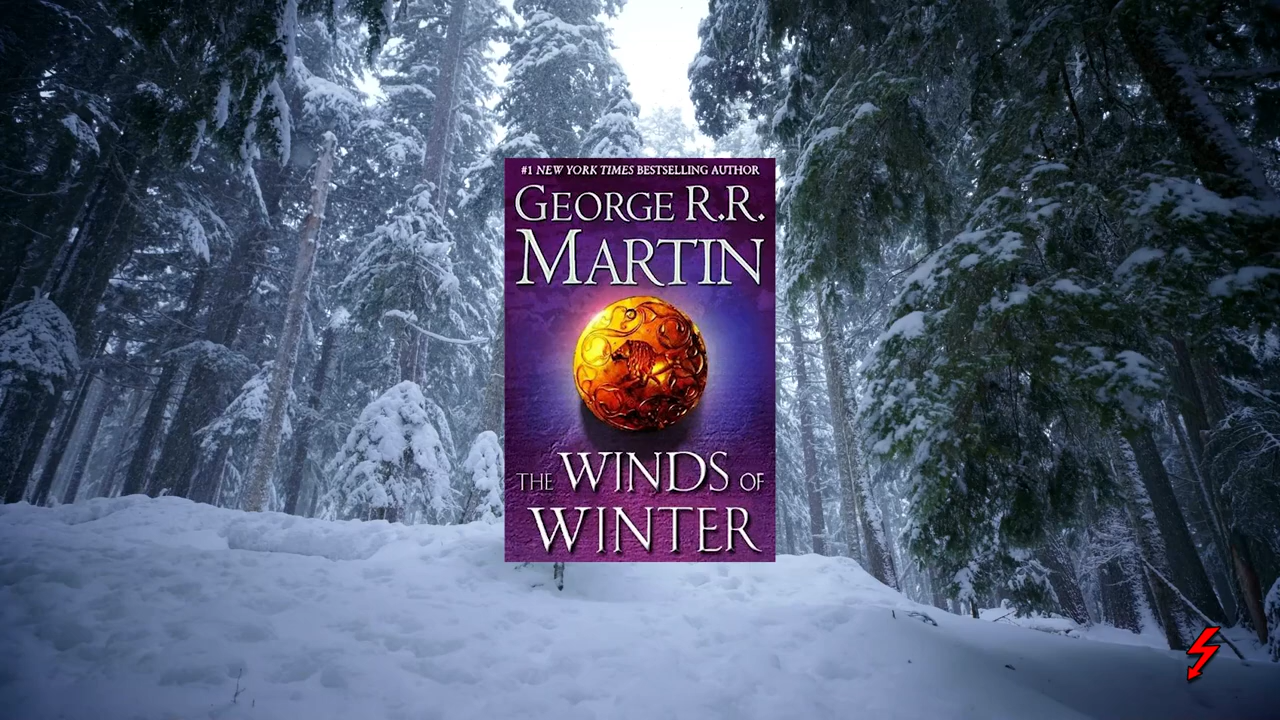 #1 NEW YORK TIMES BESTSELLING AUTHOR
GEORGE R.R.
MARTIN
THE WINDS OF
WINTER